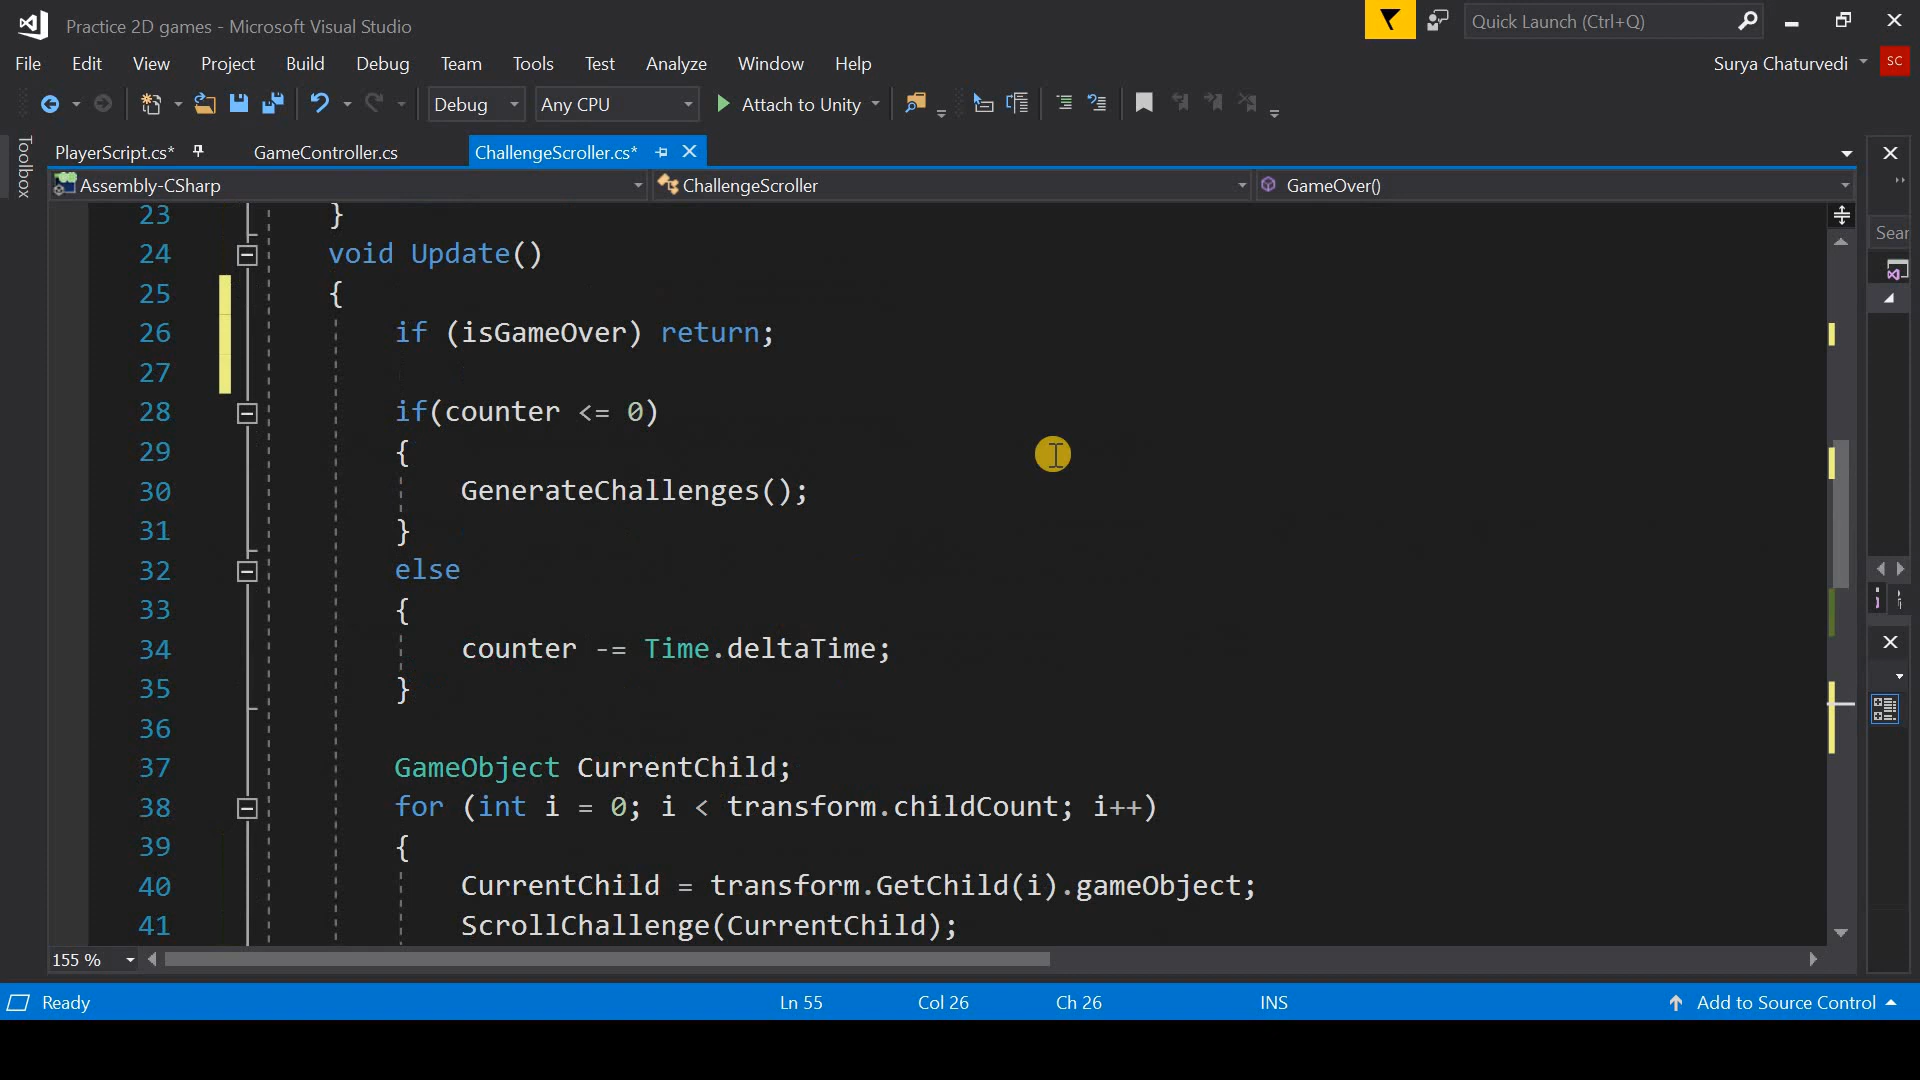 Practice 2D games - Microsoft Visual Studio
Quick Launch (Ctrl+Q)
File Edit View Project Build Debug Team Tools Test Analyze Window Help
Surya Chaturvedi SC
Debug Any CPU Attach to Unity
Toolbox
PlayerScript.cs* GameController.cs ChallengeScroller.cs*
Assembly-CSharp ChallengeScroller GameOver()
Sear
23 }
24 void Update()
25 {
26 if (isGameOver) return;
27
28 if(counter <= 0)
29 {
30 GenerateChallenges();
31 }
32 else
33 {
34 counter -= Time.deltaTime;
35 }
36
37 GameObject CurrentChild;
38 for (int i = 0; i < transform.childCount; i++)
39 {
40 CurrentChild = transform.GetChild(i).gameObject;
41 ScrollChallenge(CurrentChild);
155 %
Ready Ln 55 Col 26 Ch 26 INS Add to Source Control